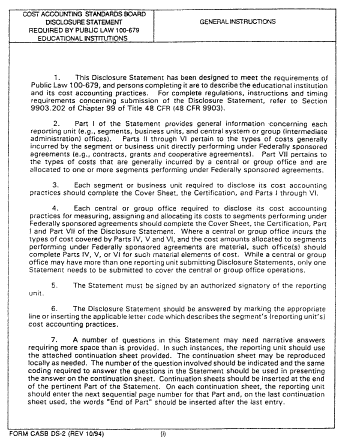 COST ACCOUNTING STANDARDS BOARD
DISCLOSURE STATEMENT
REQUIRED BY PUBLIC LAW 100-679
EDUCATIONAL INSTITUTIONS
GENERAL INSTRUCTIONS
1. This Disclosure Statement has been designed to meet the requirements of
Public Law 100-679, and persons completing it are to describe the educational institution
and its cost accounting practices. For complete regulations, instructions and timing
requirements concerning submission of the Disclosure Statement, refer to Section
9903.202 of Chapter 99 of Title 48 CFR (48 CFR 9903).
2. Part I of the Statement provides general information concerning each
reporting unit (e.g., segments, business units, and central system or group (intermediate
administration) offices). Parts II through VI pertain to the types of costs generally
incurred by the segment or business unit directly performing under Federally sponsored
agreements (e.g., contracts, grants and cooperative agreements). Part VII pertains to
the types of costs that are generally incurred by a central or group office and are
allocated to one or more segments performing under Federally sponsored agreements.
3. Each segment or business unit required to disclose its cost accounting
practices should complete the Cover Sheet, the Certification, and Parts I through VI.
4. Each central or group office required to disclose its cost accounting
practices for measuring, assigning and allocating its costs to segments performing under
Federally sponsored agreements should complete the Cover Sheet, the Certification, Part
I and Part VII of the Disclosure Statement. Where a central or group office incurs the
types of cost covered by Parts IV, V and VI, and the cost amounts allocated to segments
performing under Federally sponsored agreements are material, such office(s) should
complete Parts IV, V, or VI for such material elements of cost. While a central or group
office may have more than one reporting unit submitting Disclosure Statements, only one
Statement needs to be submitted to cover the central or group office operations.
5. The Statement must be signed by an authorized signatory of the reporting
unit.
6. The Disclosure Statement should be answered by marking the appropriate
line or inserting the applicable letter code which describes the segment's (reporting unit's)
cost accounting practices.
7. A number of questions in this Statement may need narrative answers
requiring more space than is provided. In such instances, the reporting unit should use
the attached continuation sheet provided. The continuation sheet may be reproduced
locally as needed. The number of the question involved should be indicated and the same
coding required to answer the questions in the Statement should be used in presenting
the answer on the continuation sheet. Continuation sheets should be inserted at the end
of the pertinent Part of the Statement. On each continuation sheet, the reporting unit
should enter the next sequential page number for that Part and, on the last continuation
sheet used, the words "End of Part" should be inserted after the last entry.
FORM CASB DS-2 (REV 10/94)
(i)